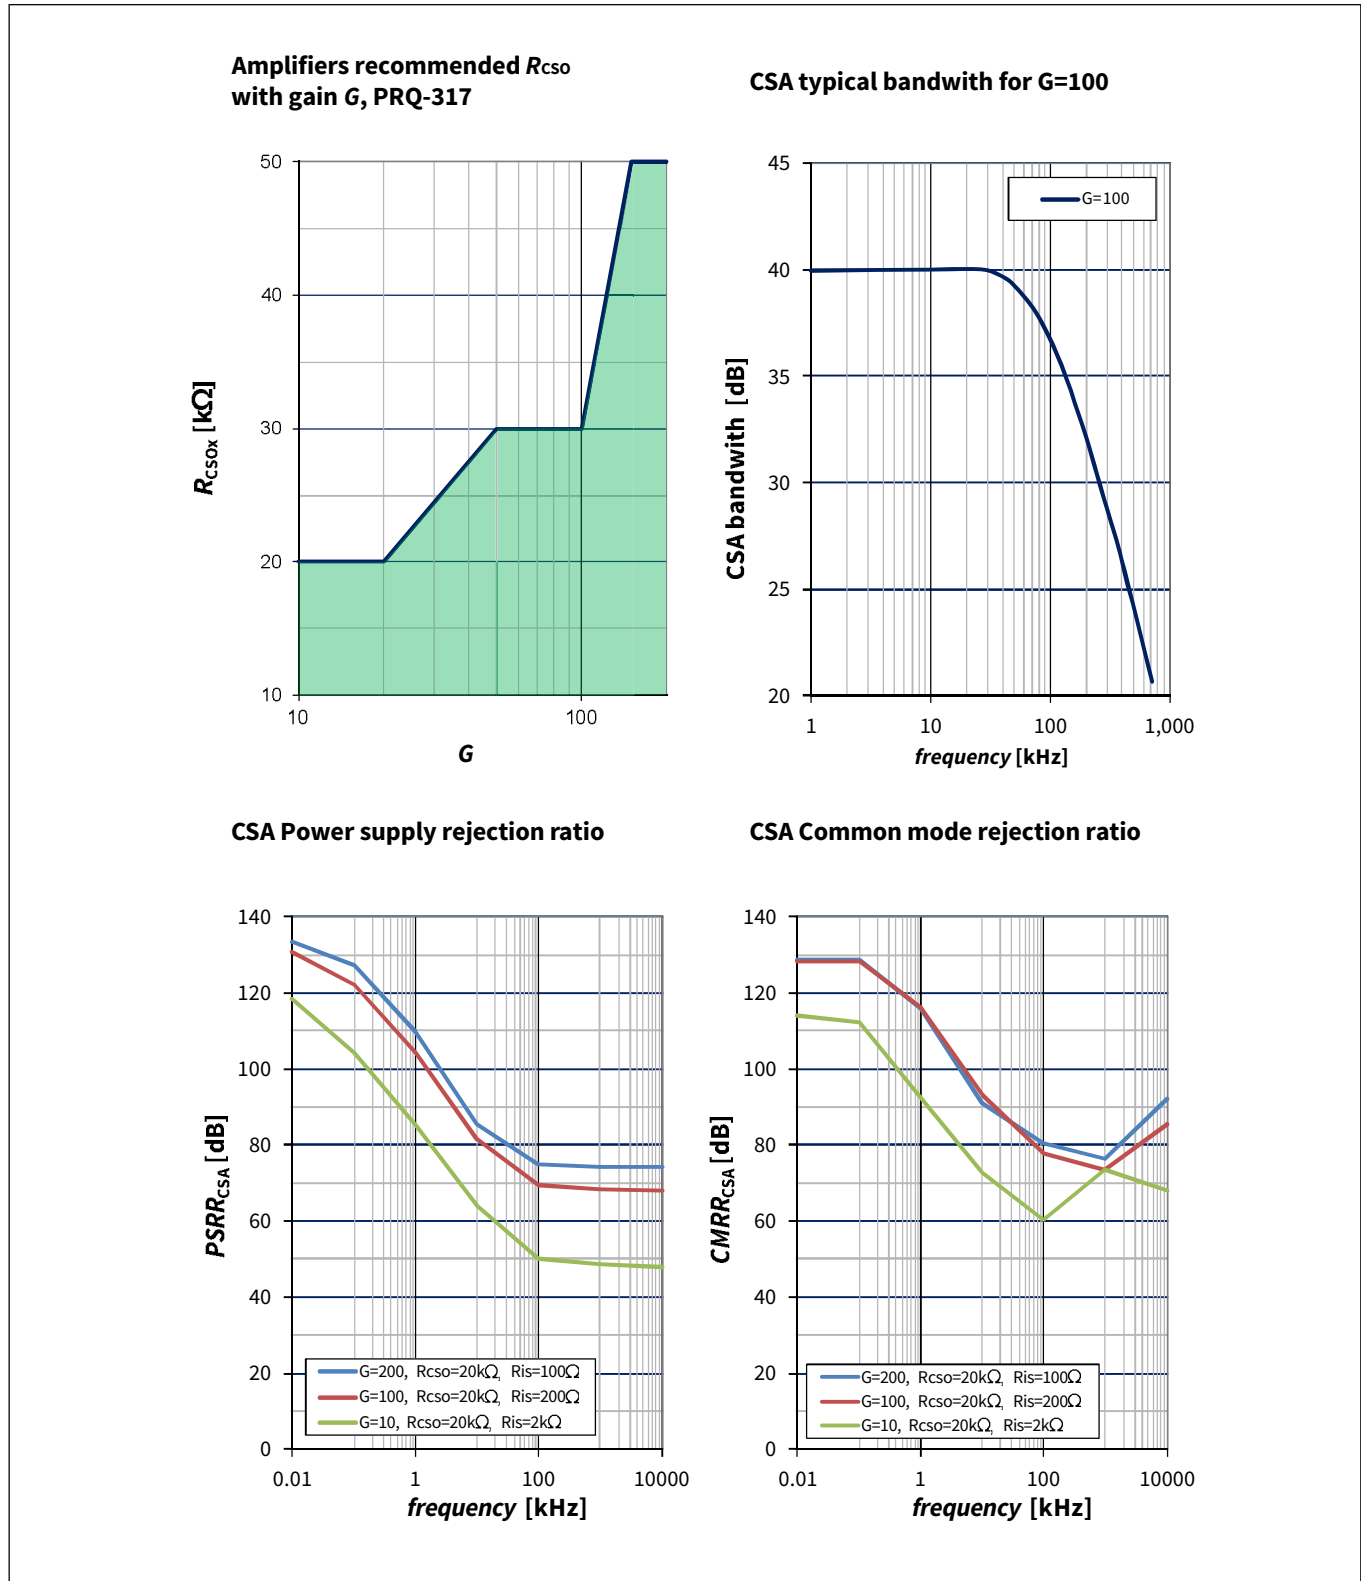 Amplifiers recommended RCSO
with gain G, PRQ-317
50
40
30
20
10
10
100
RCSOx [kΩ]
G
CSA typical bandwith for G=100
45
40
35
30
25
20
1
10
100
1,000
G=100
CSA bandwith [dB]
frequency [kHz]
CSA Power supply rejection ratio
140
120
100
80
60
40
20
0
0.01
1
100
10000
PSRRCSA [dB]
G=200, Rcso=20kΩ, Ris=100Ω
G=100, Rcso=20kΩ, Ris=200Ω
G=10, Rcso=20kΩ, Ris=2kΩ
frequency [kHz]
CSA Common mode rejection ratio
140
120
100
80
60
40
20
0
0.01
1
100
10000
CMRRCSA [dB]
G=200, Rcso=20kΩ, Ris=100Ω
G=100, Rcso=20kΩ, Ris=200Ω
G=10, Rcso=20kΩ, Ris=2kΩ
frequency [kHz]